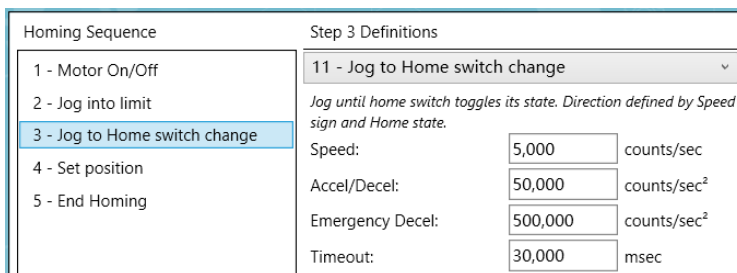 Homing Sequence
1 - Motor On/Off
2 - Jog into limit
3 - Jog to Home switch change
4 - Set position
5 - End Homing
Step 3 Definitions
11 - Jog to Home switch change
Jog until home switch toggles its state. Direction defined by Speed
sign and Home state.
Speed: 5,000 counts/sec
Accel/Decel: 50,000 counts/sec²
Emergency Decel: 500,000 counts/sec²
Timeout: 30,000 msec